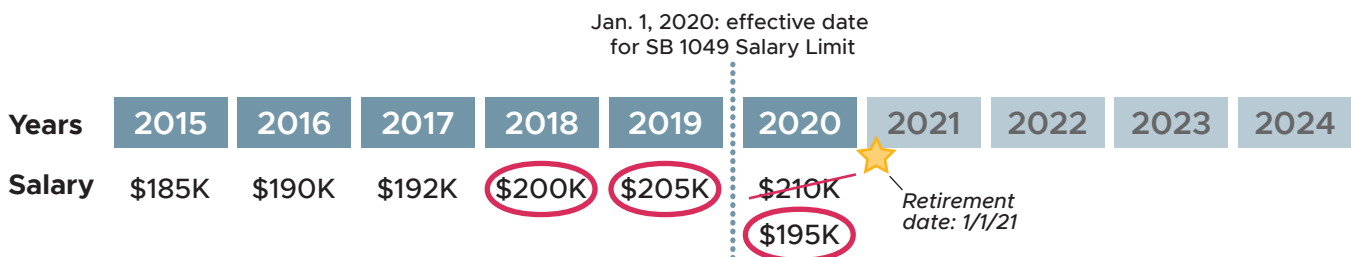 Jan. 1, 2020: effective date
for SB 1049 Salary Limit
Years 2015 2016 2017 2018 2019 2020 2021 2022 2023 2024
Salary $185K $190K $192K $200K $205K $210K
Retirement
date: 1/1/21
$195K